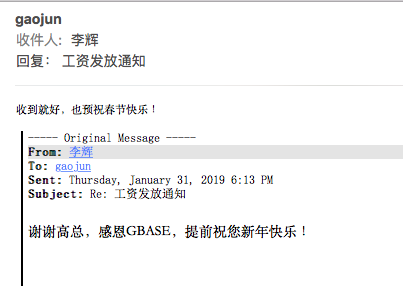 gaojun
收件人: 李辉
回复: 工资发放通知
收到就好，也预祝春节快乐！
----- Original Message -----
From: 李辉
To: gaojun
Sent: Thursday, January 31, 2019 6:13 PM
Subject: Re: 工资发放通知
谢谢高总，感恩GBASE，提前祝您新年快乐！